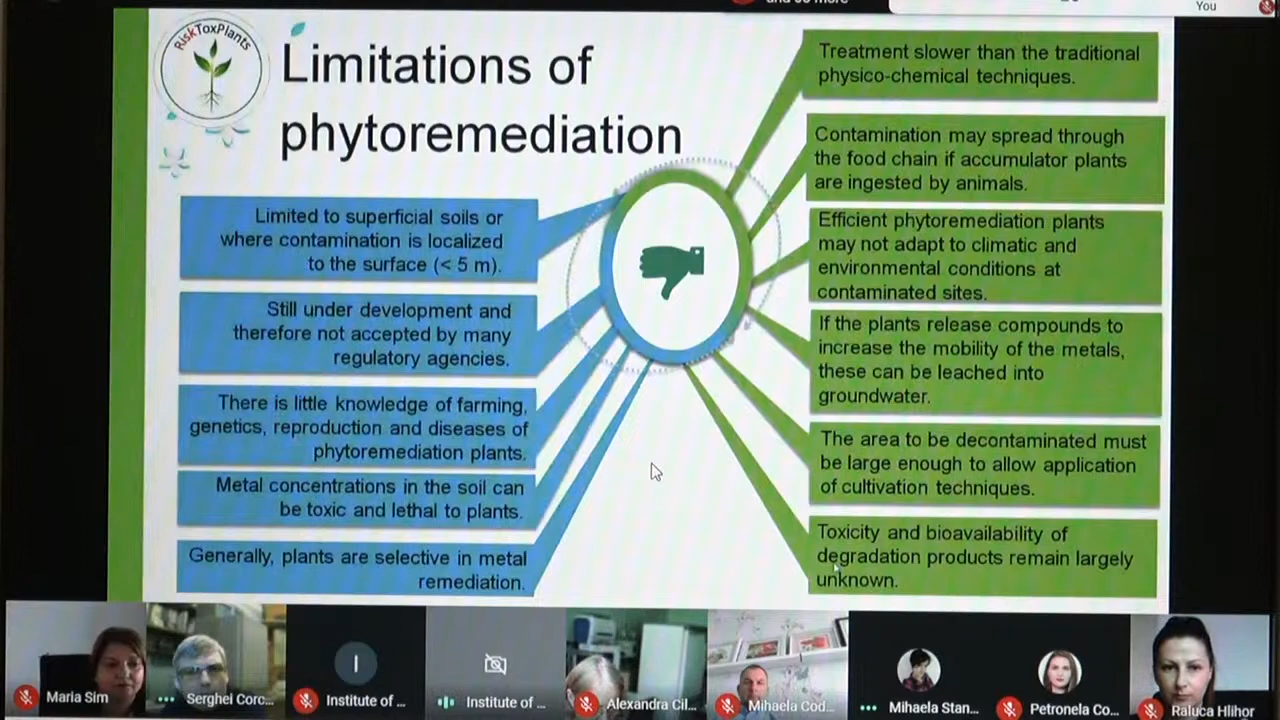 and 30 more
You
RiskToxPlants
Limitations of
phytoremediation
Limited to superficial soils or
where contamination is localized
to the surface (< 5 m).
Still under development and
therefore not accepted by many
regulatory agencies.
There is little knowledge of farming,
genetics, reproduction and diseases of
phytoremediation plants.
Metal concentrations in the soil can
be toxic and lethal to plants.
Generally, plants are selective in metal
remediation.
Treatment slower than the traditional
physico-chemical techniques.
Contamination may spread through
the food chain if accumulator plants
are ingested by animals.
Efficient phytoremediation plants
may not adapt to climatic and
environmental conditions at
contaminated sites.
If the plants release compounds to
increase the mobility of the metals,
these can be leached into
groundwater.
The area to be decontaminated must
be large enough to allow application
of cultivation techniques.
Toxicity and bioavailability of
degradation products remain largely
unknown.
Maria Sim
Serghei Corc...
I
Institute of ...
Institute of ...
Alexandra Cil...
Mihaela Cod...
Mihaela Stan...
Petronela Co...
Raluca Hlihor